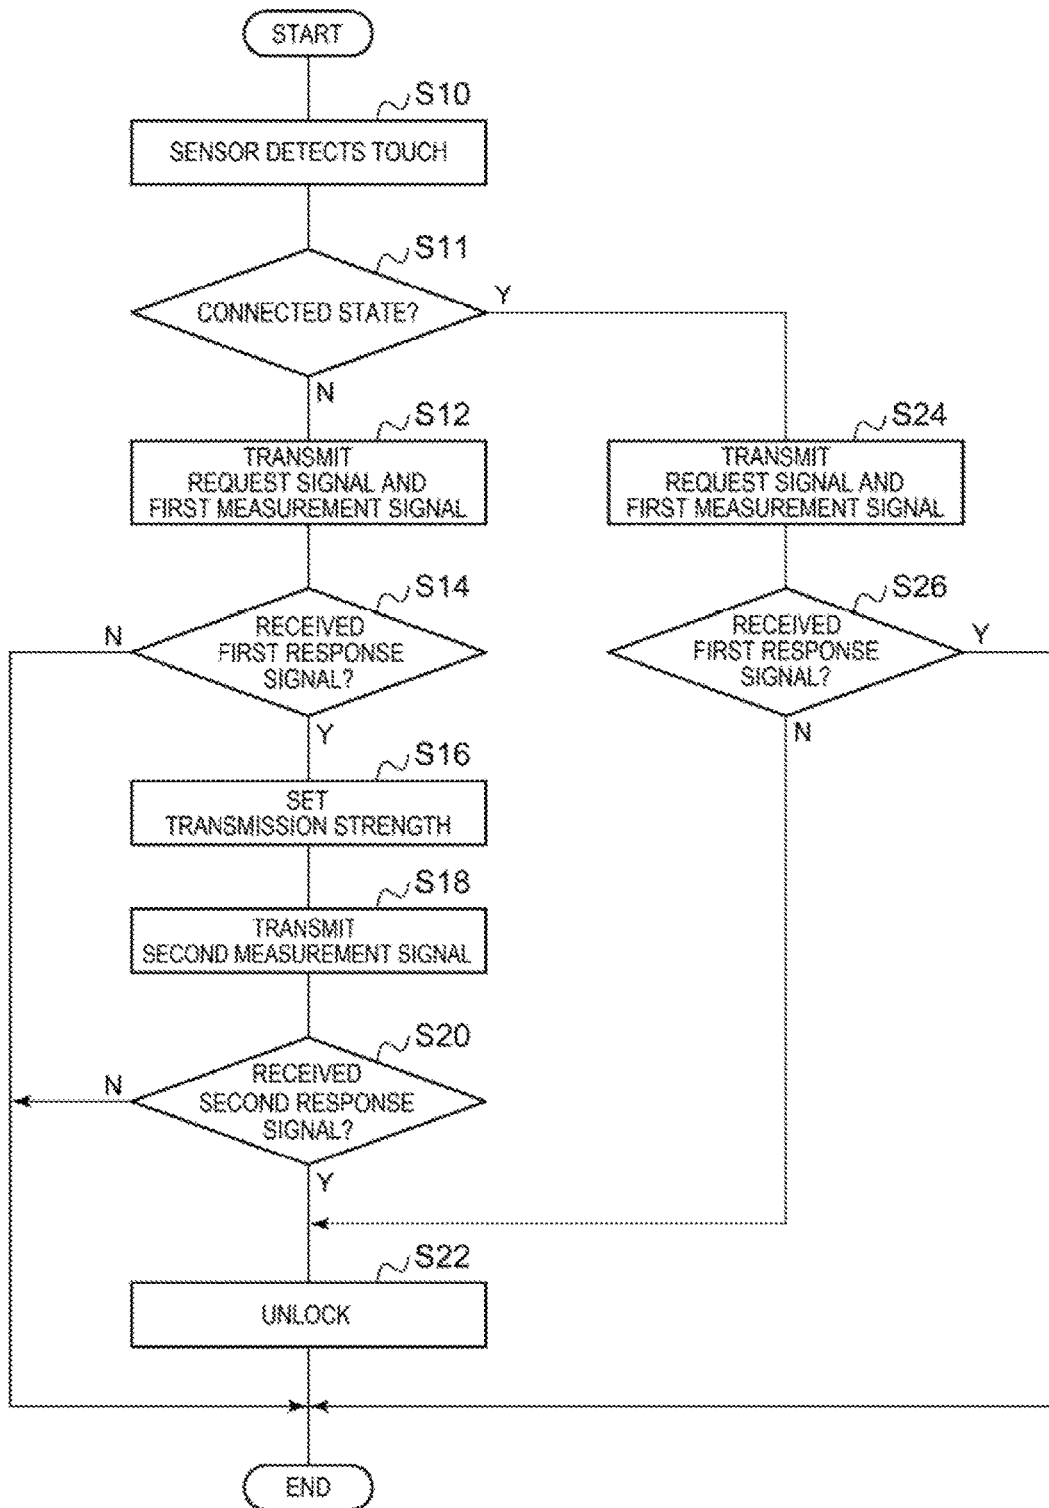 START
S10
SENSOR DETECTS TOUCH
S11
CONNECTED STATE?
Y
N
S12
TRANSMIT
REQUEST SIGNAL AND
FIRST MEASUREMENT SIGNAL
S24
TRANSMIT
REQUEST SIGNAL AND
FIRST MEASUREMENT SIGNAL
S14
RECEIVED
FIRST RESPONSE
SIGNAL?
N
Y
S26
RECEIVED
FIRST RESPONSE
SIGNAL?
Y
N
S16
SET
TRANSMISSION STRENGTH
S18
TRANSMIT
SECOND MEASUREMENT SIGNAL
S20
RECEIVED
SECOND RESPONSE
SIGNAL?
N
Y
S22
UNLOCK
END